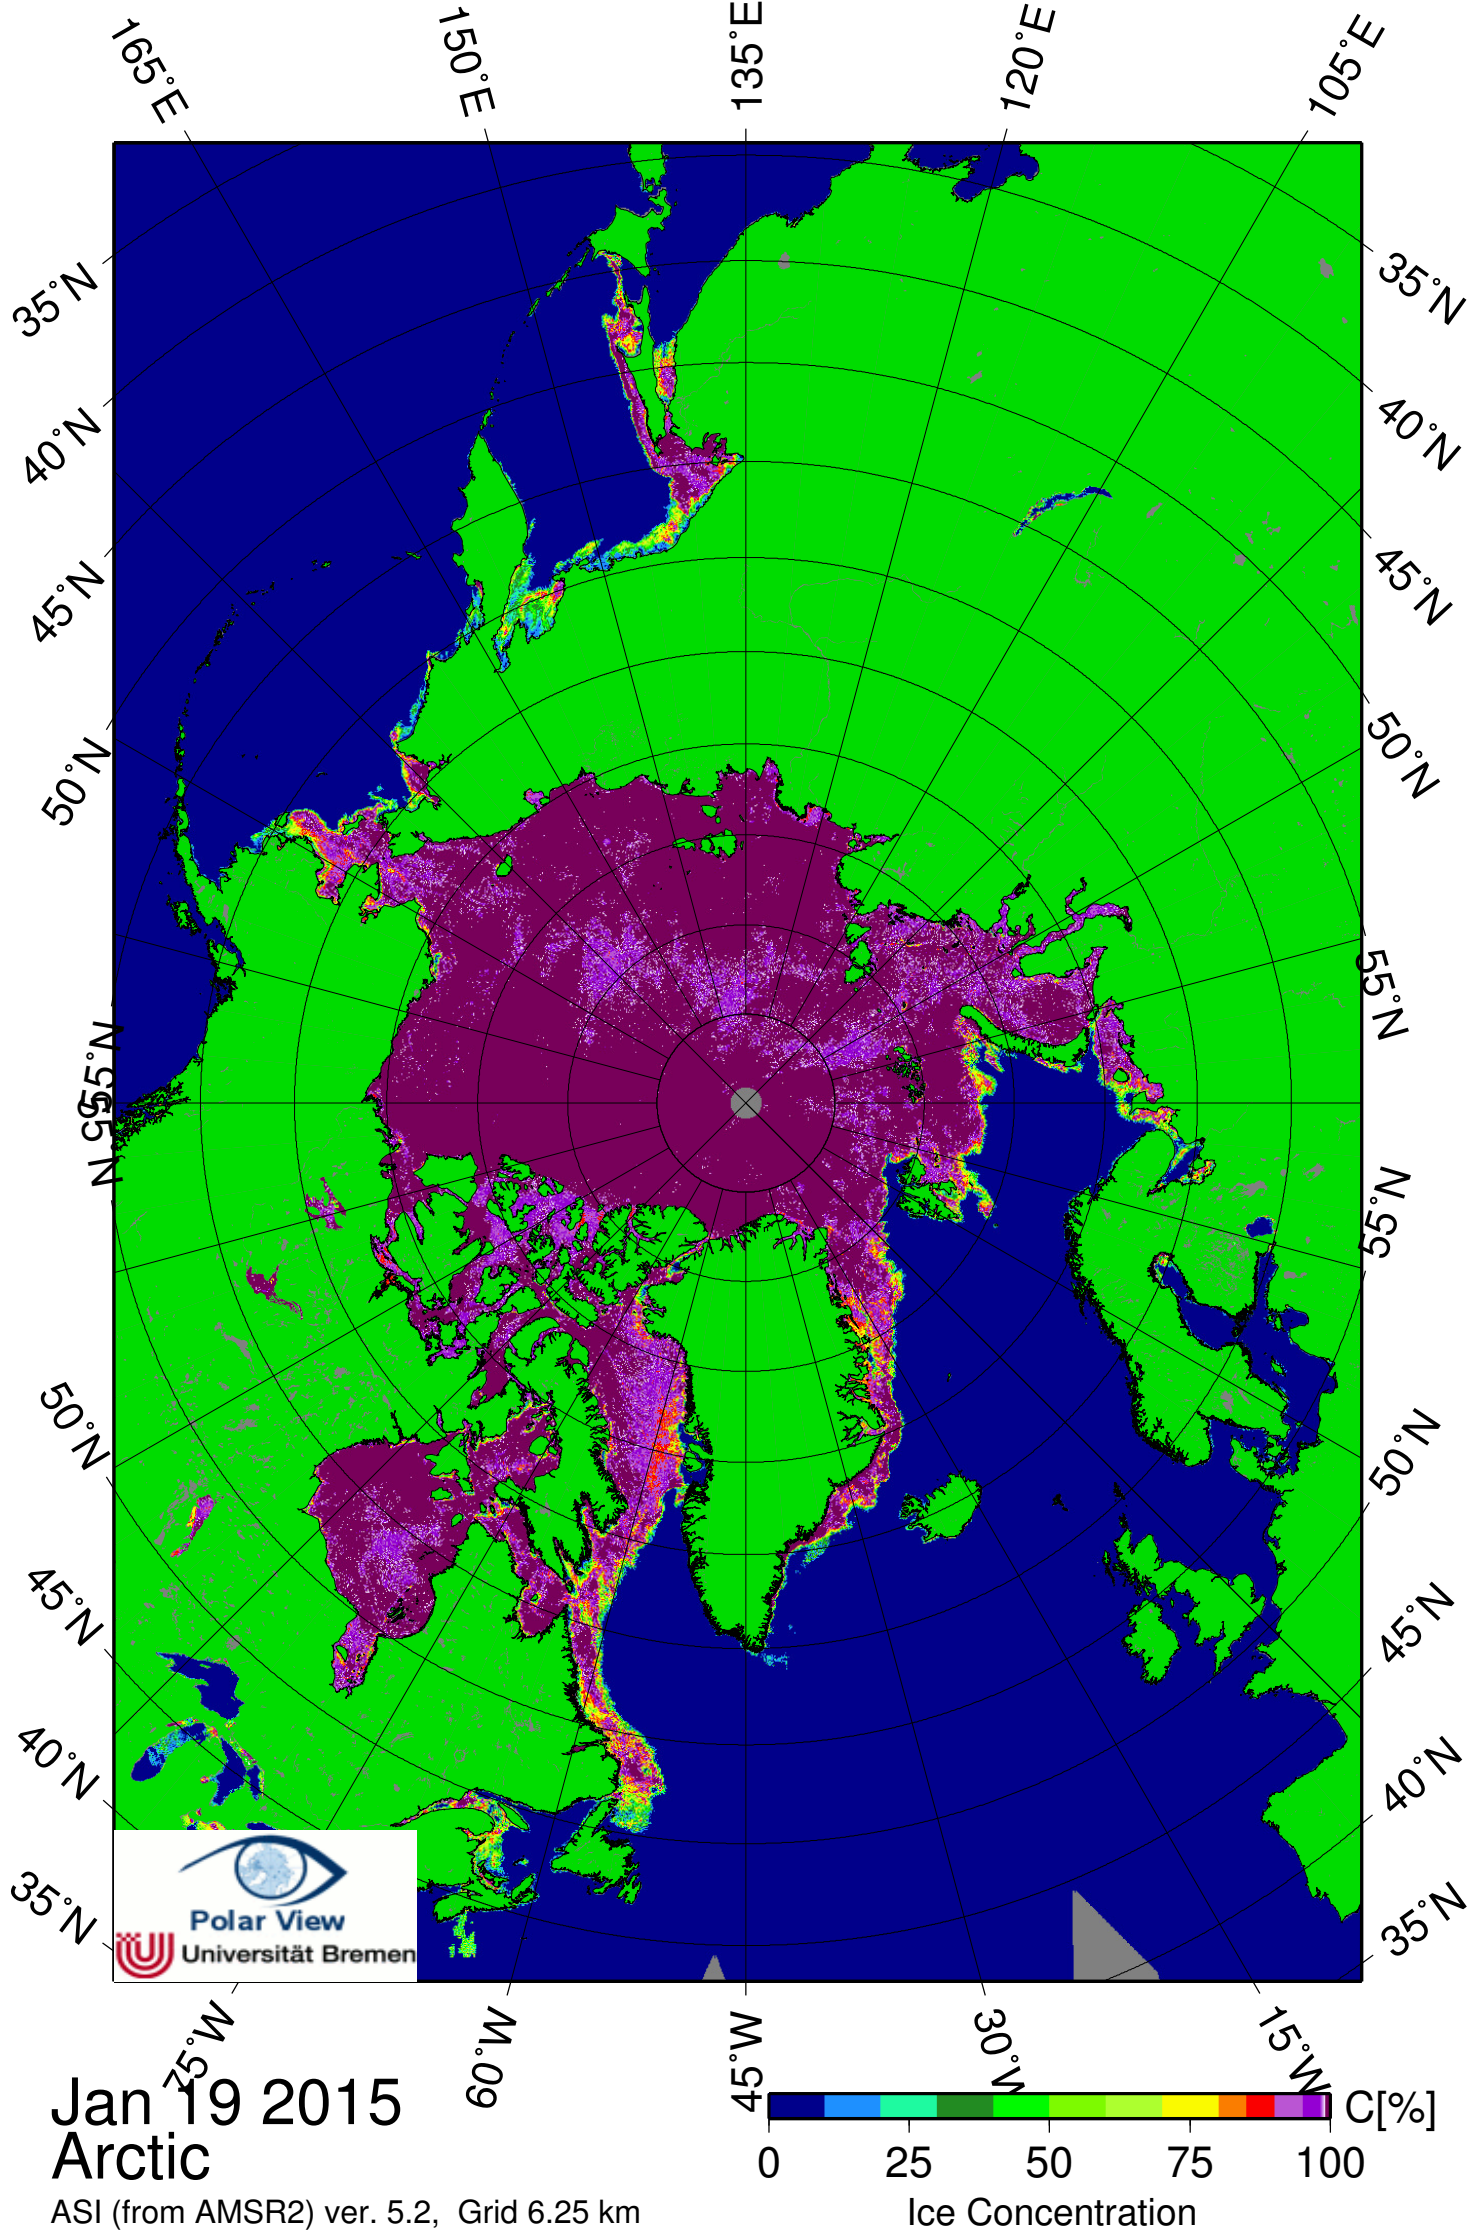 165°E 150°E 135°E 120°E 105°E
35°N 35°N
40°N 40°N
45°N 45°N
50°N 50°N
55°N 55°N
55°N 55°N
50°N 50°N
45°N 45°N
40°N 40°N
35°N 35°N
Polar View
Universität Bremen
75°W 60°W 45°W 30°W 15°W
Jan 19 2015
Arctic
ASI (from AMSR2) ver. 5.2, Grid 6.25 km
C[%]
0 25 50 75 100
Ice Concentration